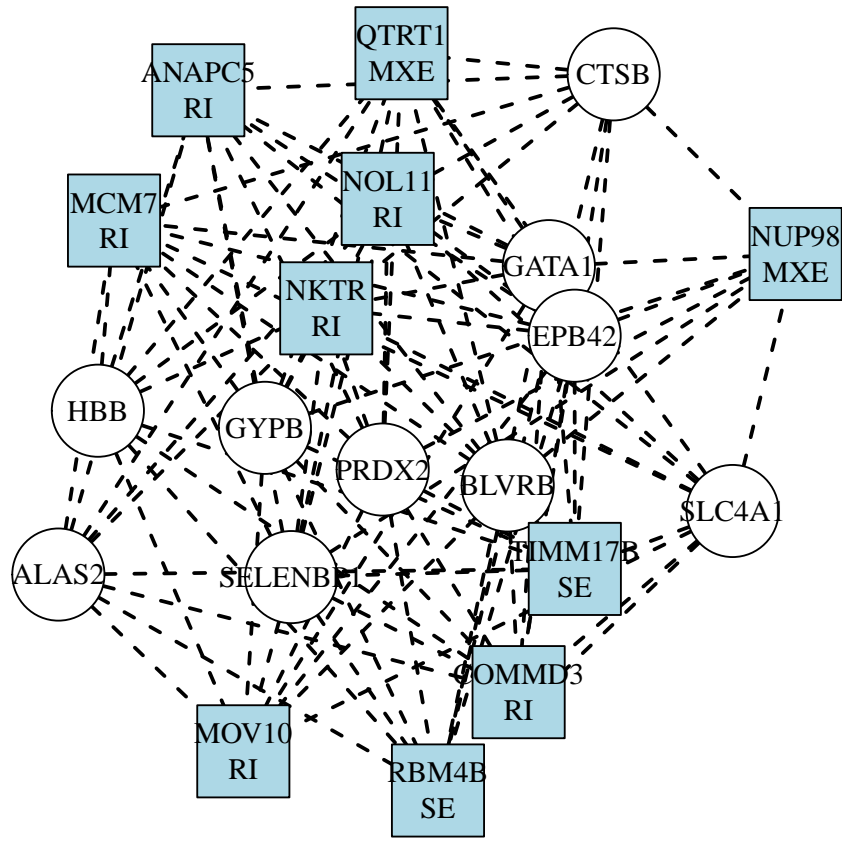 QTRT1
MXE
ANAPC5
RI
CTSB
NOL11
RI
MCM7
RI
NUP98
MXE
GATA1
NKTR
RI
EPB42
HBB
GYPB
PRDX2
BLVRB
SLC4A1
ALAS2
SELENBP1
TIMM17B
SE
COMMD3
RI
MOV10
RI
RBM4B
SE